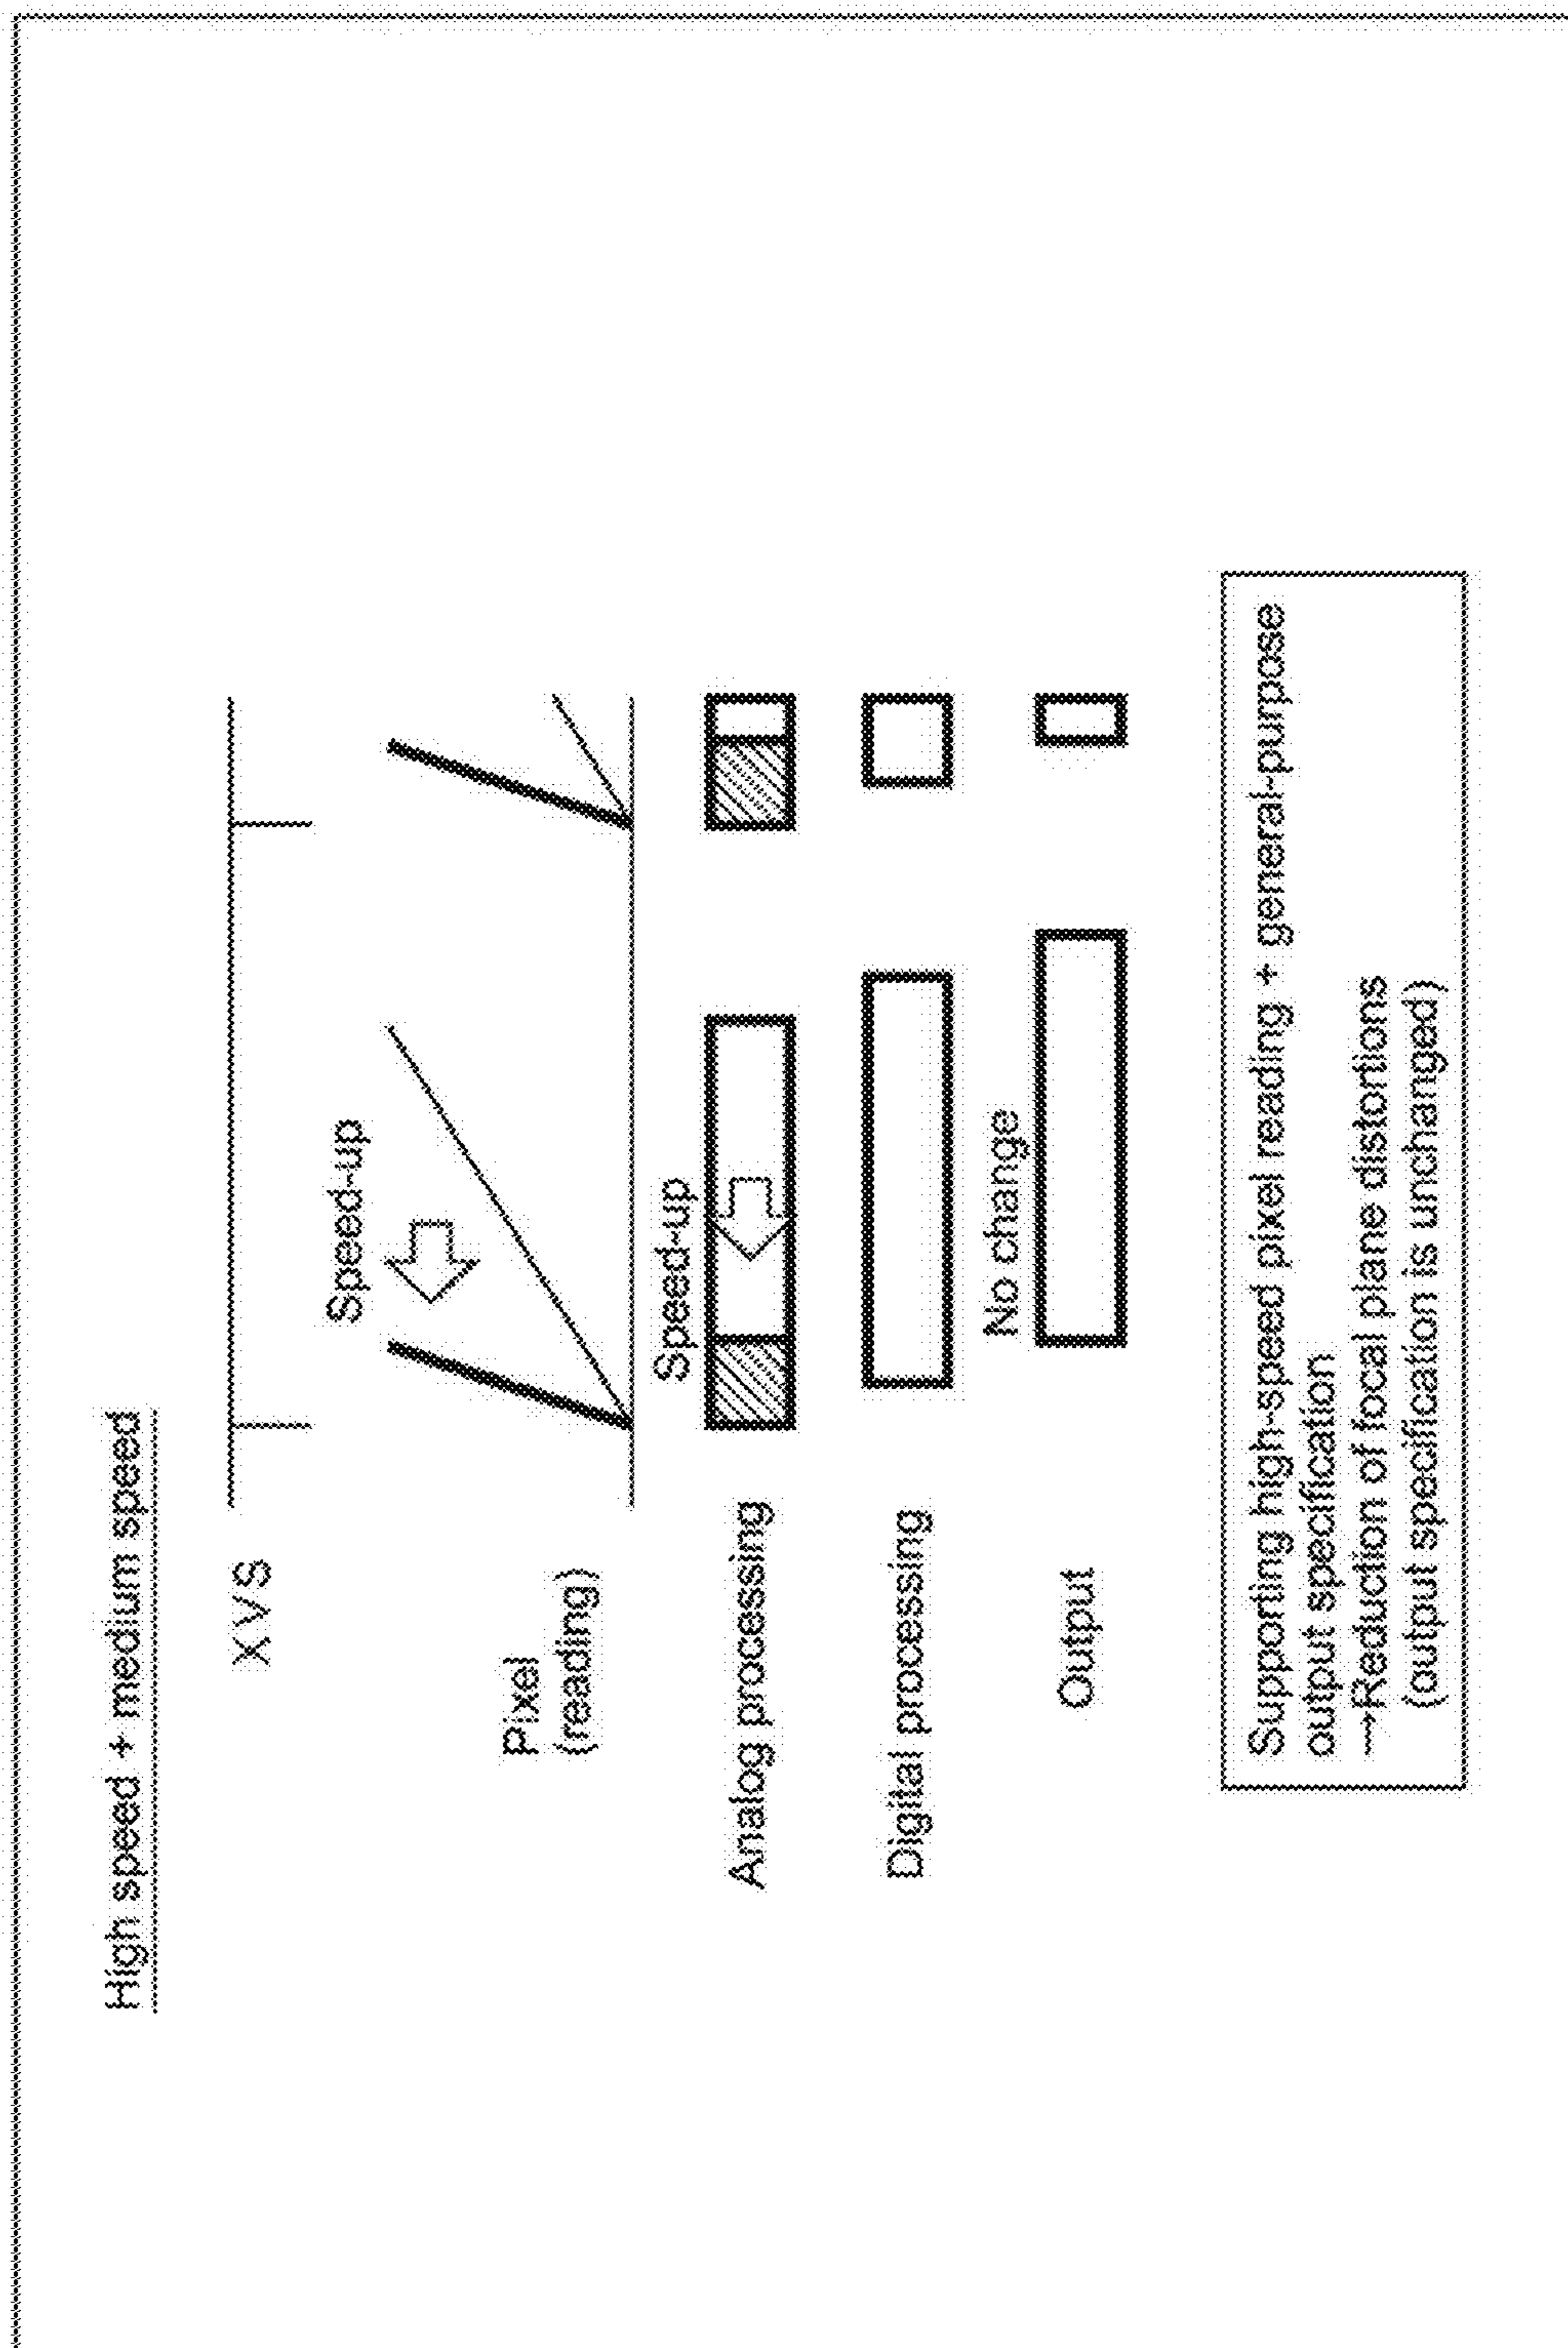 High speed + medium speed
XVS
Speed-up
Pixel
(reading)
Speed-up
Analog processing
Digital processing
No change
Output
Supporting high-speed pixel reading + general-purpose
output specification
→Reduction of focal plane distortions
(output specification is unchanged)